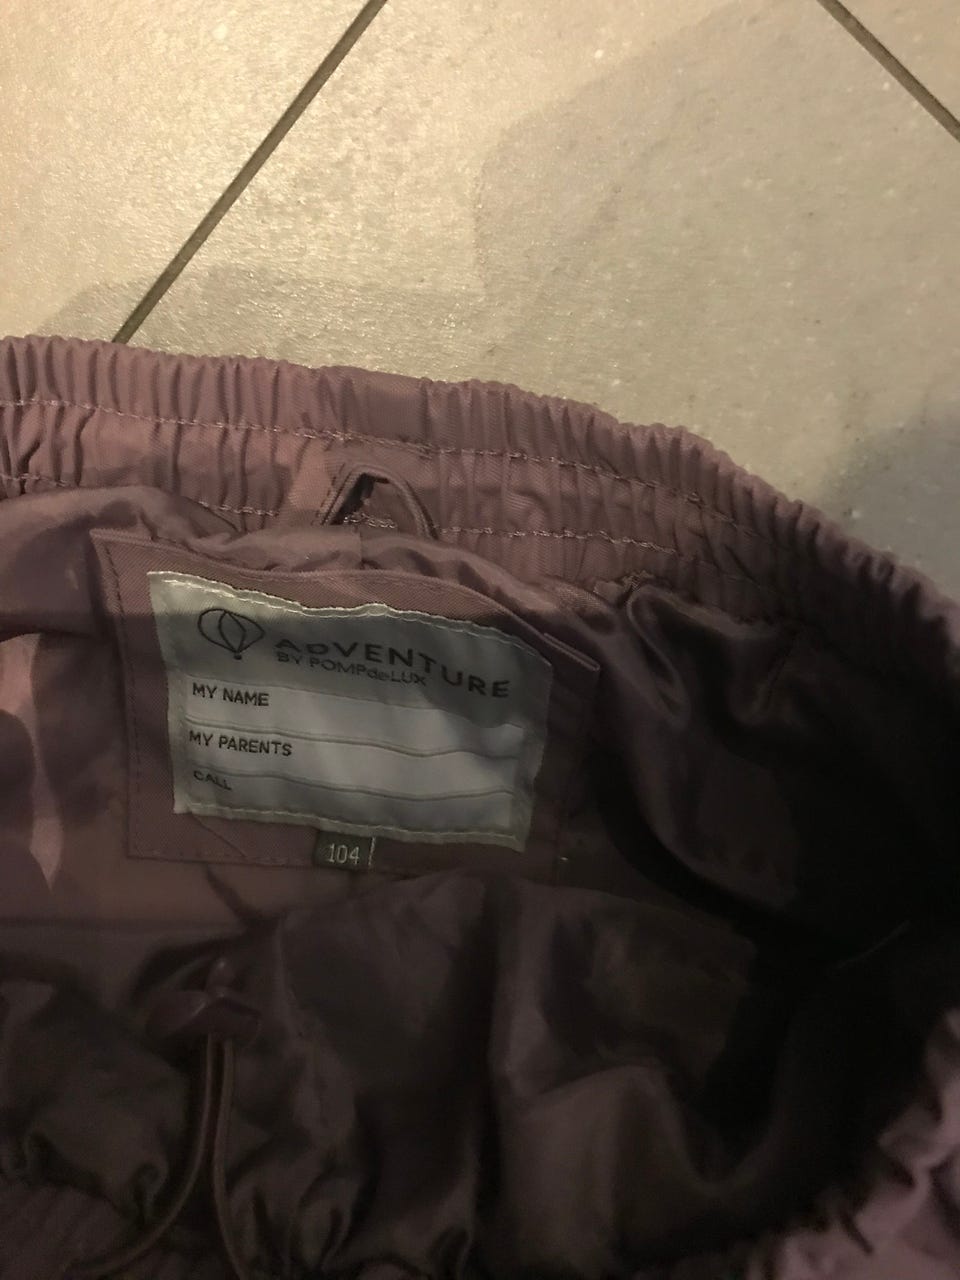 ADVENTURE
BY POMPdeLUX
MY NAME
MY PARENTS
CALL
104